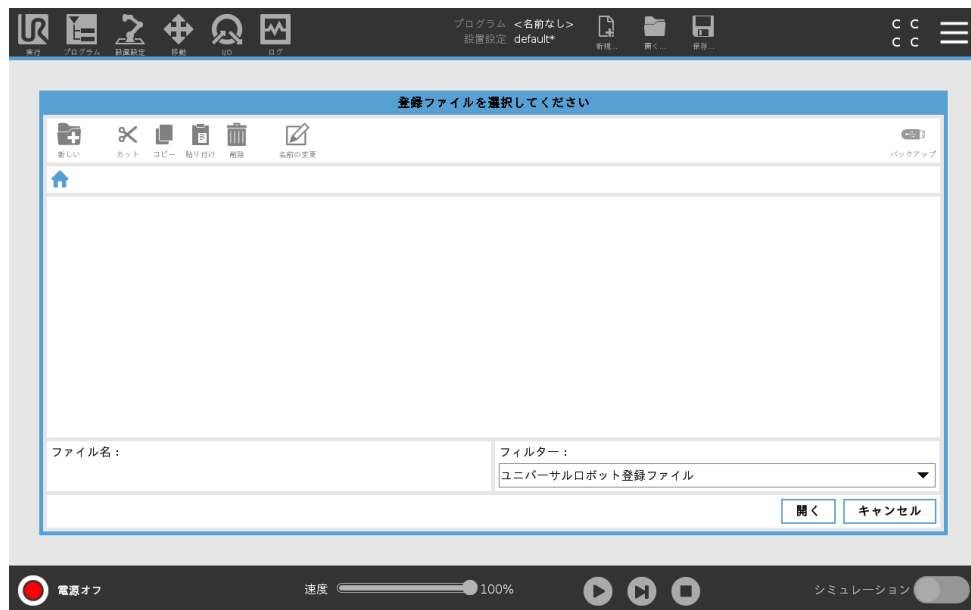 UR
プログラム <名前なし>
設置設定 default*
C C
C C
実行 プログラム 設置設定 移動 I/O ログ 新規... 開く... 保存...
登録ファイルを選択してください
新しい カット コピー 貼り付け 削除 名前の変更 バックアップ
ファイル名：
フィルター：
ユニバーサルロボット登録ファイル
開く キャンセル
電源オフ 速度 100% シミュレーション